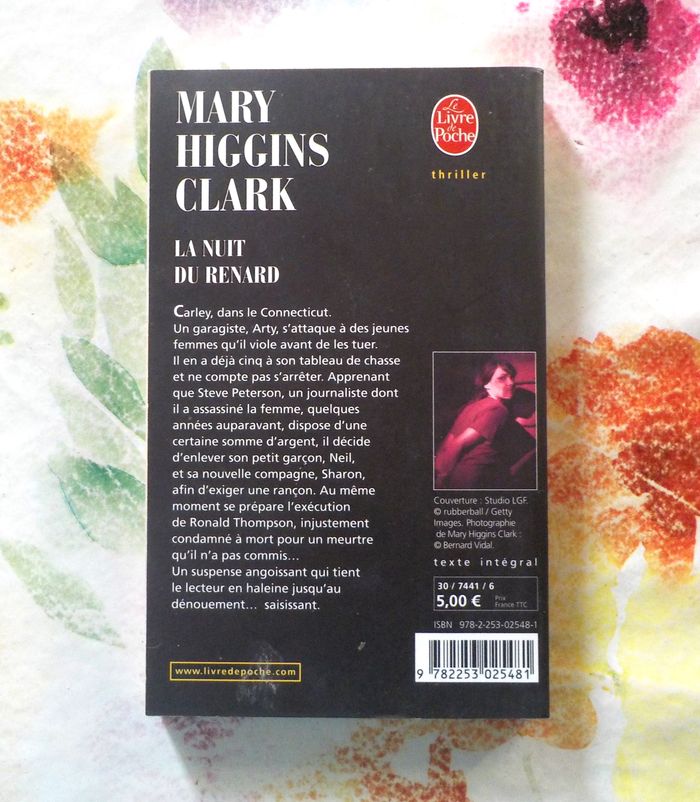 MARY
HIGGINS
CLARK
Le
Livre
de
Poche
thriller
LA NUIT
DU RENARD
Carley, dans le Connecticut.
Un garagiste, Arty, s'attaque à des jeunes
femmes qu'il viole avant de les tuer.
Il en a déjà cinq à son tableau de chasse
et ne compte pas s'arrêter. Apprenant
que Steve Peterson, un journaliste dont
il a assassiné la femme, quelques
années auparavant, dispose d'une
certaine somme d'argent, il décide
d'enlever son petit garçon, Neil,
et sa nouvelle compagne, Sharon,
afin d'exiger une rançon. Au même
moment se prépare l'exécution
de Ronald Thompson, injustement
condamné à mort pour un meurtre
qu'il n'a pas commis...
Un suspense angoissant qui tient
le lecteur en haleine jusqu'au
dénouement... saisissant.
www.livredepoche.com
Couverture : Studio LGF.
© rubberball / Getty
Images. Photographie
de Mary Higgins Clark :
© Bernard Vidal.
texte intégral
30 / 7441 / 6
5,00 € Prix
France TTC
ISBN 978-2-253-02548-1
9 782253 025481